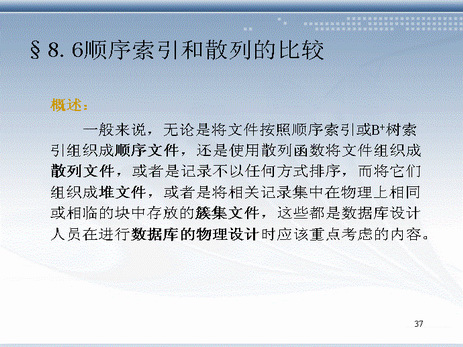 §8.6顺序索引和散列的比较
概述：
一般来说，无论是将文件按照顺序索引或B+树索
引组织成顺序文件，还是使用散列函数将文件组织成
散列文件，或者是记录不以任何方式排序，而将它们
组织成堆文件，或者是将相关记录集中在物理上相同
或相临的块中存放的簇集文件，这些都是数据库设计
人员在进行数据库的物理设计时应该重点考虑的内容。
37